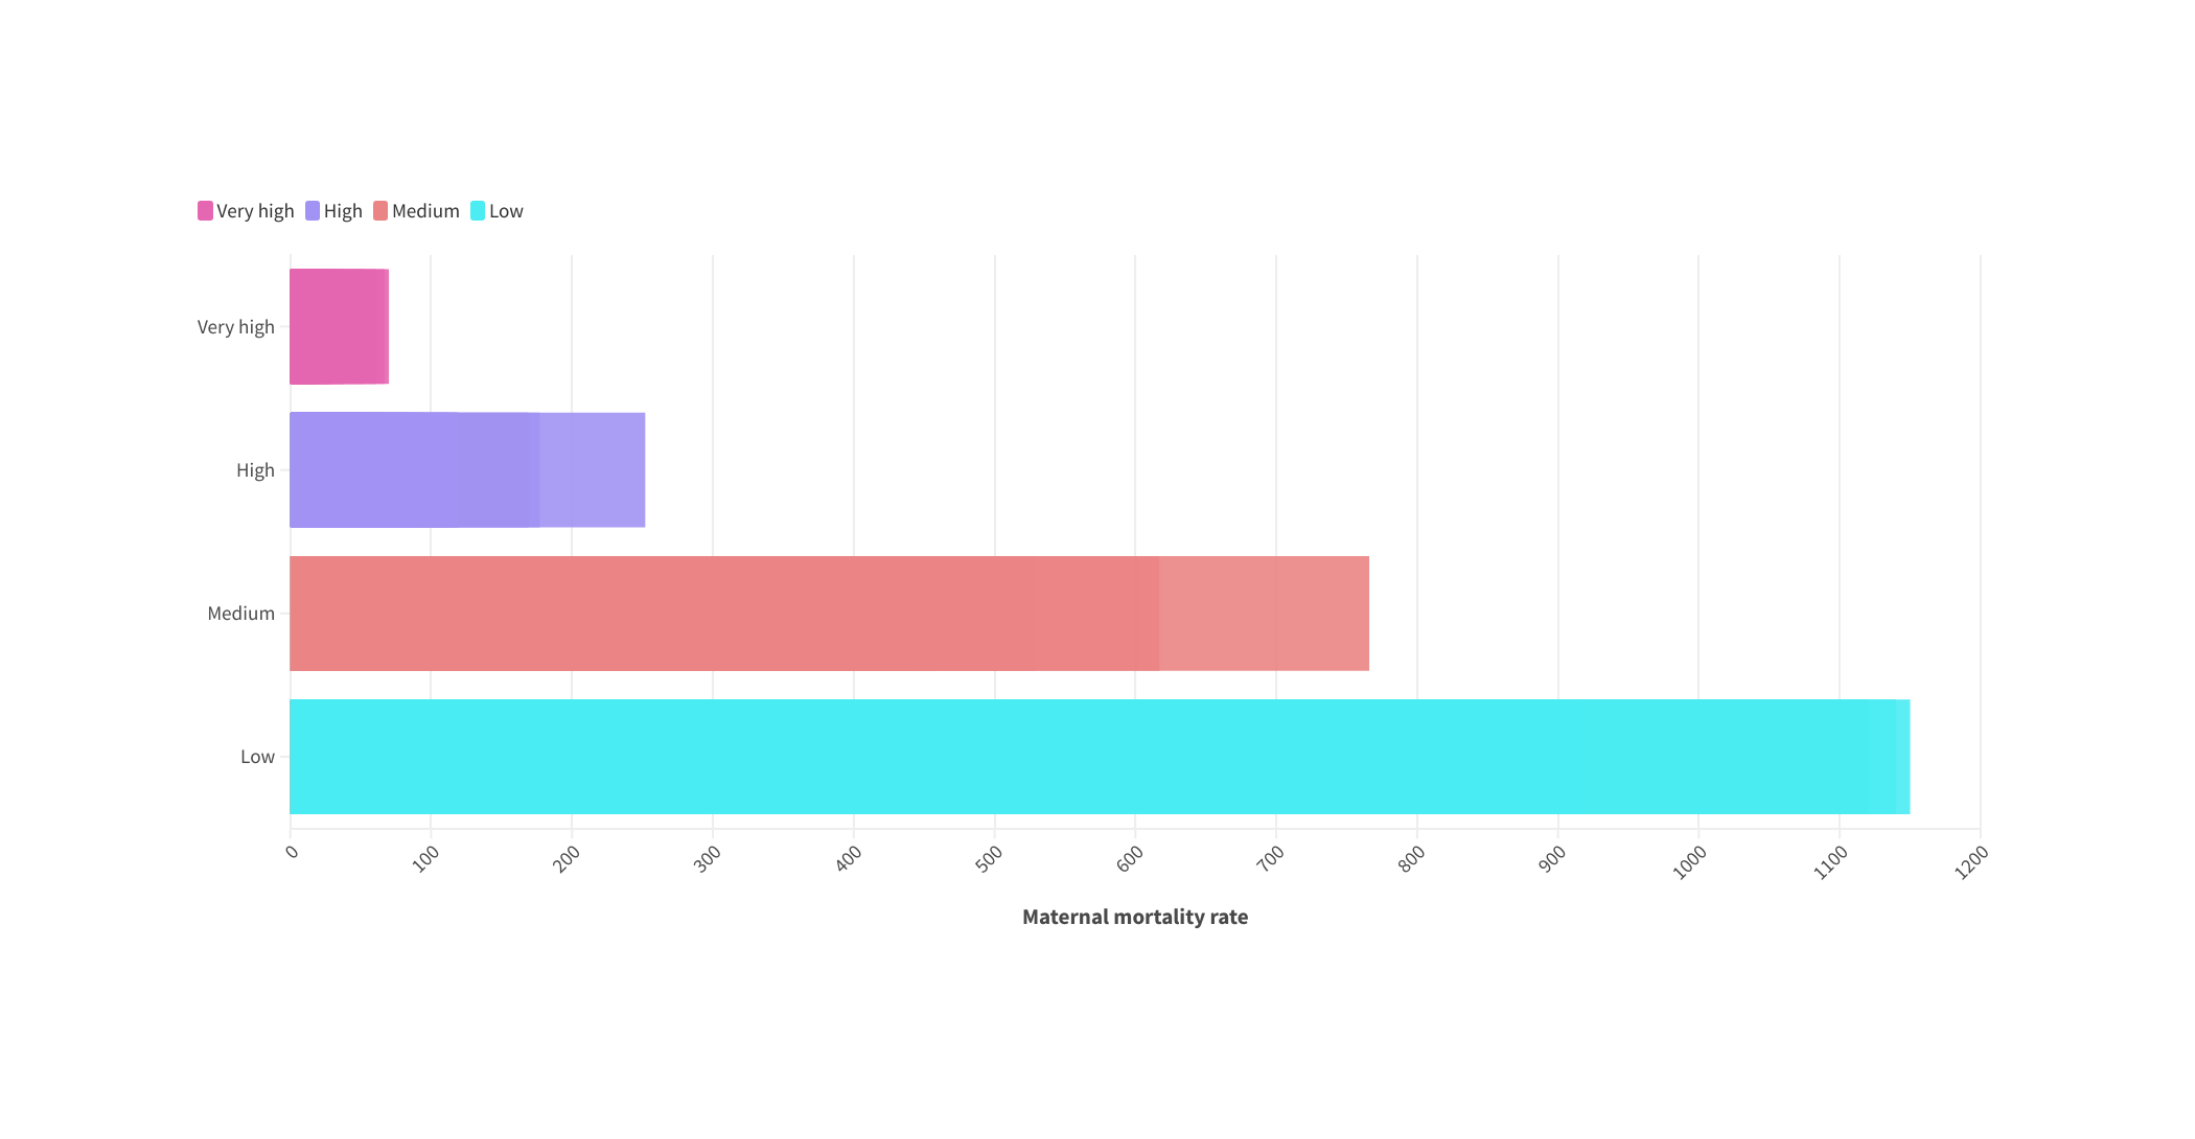 Very high High Medium Low
Very high
High
Medium
Low
0 100 200 300 400 500 600 700 800 900 1000 1100 1200
Maternal mortality rate